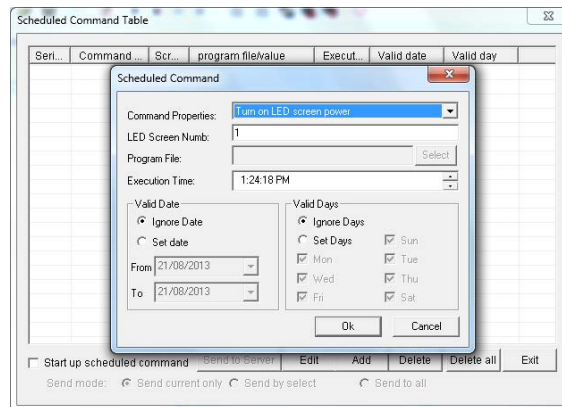 Scheduled Command Table
Seri... Command ... Scr... program file/value Execut... Valid date Valid day
Scheduled Command
Command Properties: Turn on LED screen power
LED Screen Numb: 1
Program File: Select
Execution Time: 1:24:18 PM
Valid Date Valid Days
Ignore Date Ignore Days
Set date Set Days Sun
From 21/08/2013 Mon Tue
Wed Thu
To 21/08/2013 Fri Sat
Ok Cancel
Start up scheduled command Send to Server Edit Add Delete Delete all Exit
Send mode: Send current only Send by select Send to all